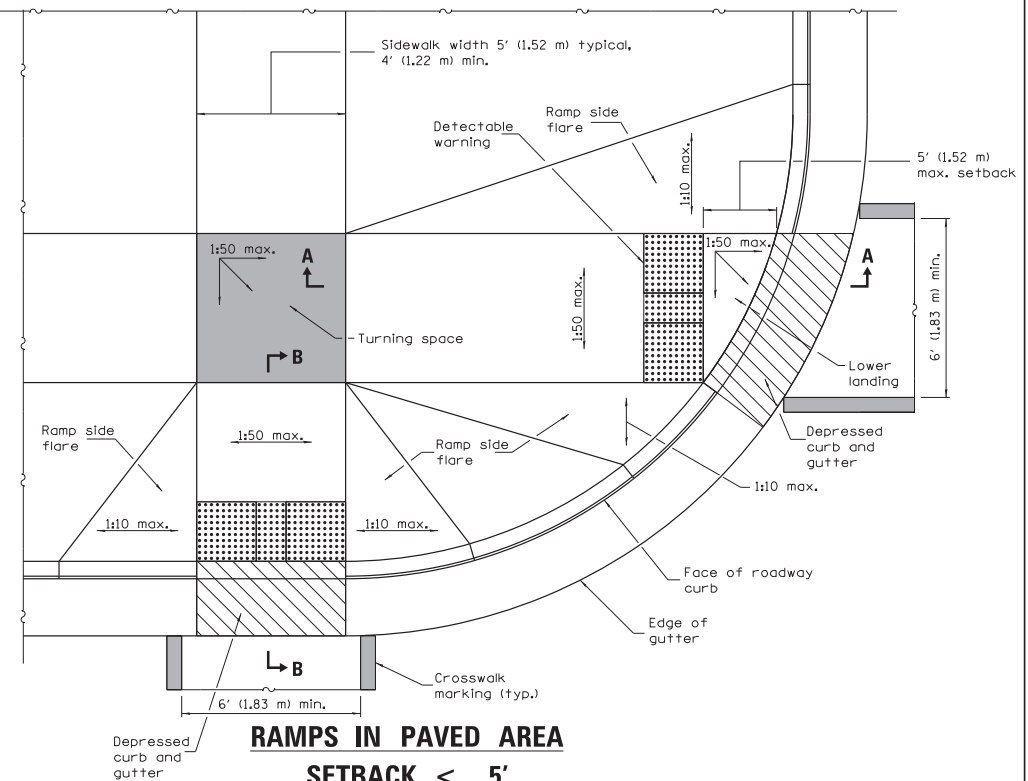 Sidewalk width 5' (1.52 m) typical,
4' (1.22 m) min.
Detectable
warning
Ramp side
flare
1:10 max.
5' (1.52 m)
max. setback
1:50 max.
A
Turning space
B
1:50 max.
1:50 max.
A
6' (1.83 m) min.
Lower
landing
Ramp side
flare
1:50 max.
Ramp side
flare
Depressed
curb and
gutter
1:10 max.
1:10 max.
1:10 max.
Face of roadway
curb
Edge of
gutter
B
Crosswalk
marking (typ.)
6' (1.83 m) min.
Depressed
curb and
gutter
RAMPS IN PAVED AREA
SETBACK < 5'